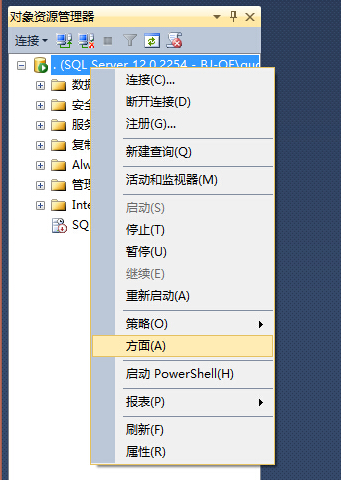 对象资源管理器
连接
. (SQL Server 12.0.2254 - BJ-OF\guo
连接(C)...
数据
断开连接(D)
安全
注册(G)...
服务
复制
新建查询(Q)
Alw
活动和监视器(M)
管理
Inte
启动(S)
SQ
停止(T)
暂停(U)
继续(E)
重新启动(A)
策略(O)
方面(A)
启动 PowerShell(H)
报表(P)
刷新(F)
属性(R)